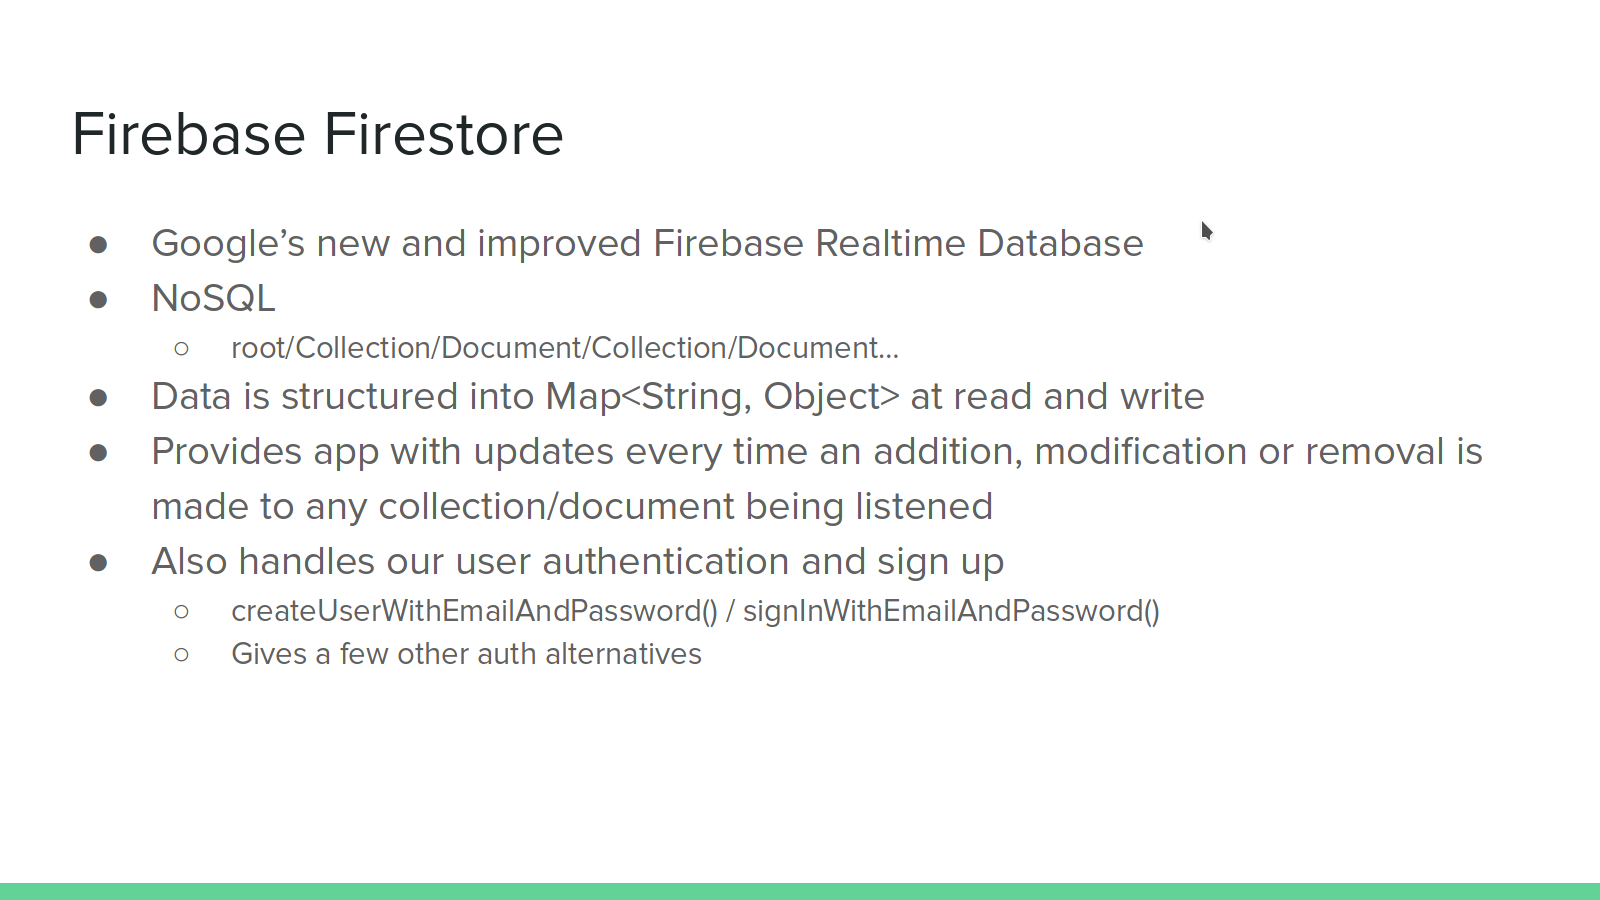 Firebase Firestore
● Google’s new and improved Firebase Realtime Database
● NoSQL
○ root/Collection/Document/Collection/Document...
● Data is structured into Map<String, Object> at read and write
● Provides app with updates every time an addition, modification or removal is
made to any collection/document being listened
● Also handles our user authentication and sign up
○ createUserWithEmailAndPassword() / signInWithEmailAndPassword()
○ Gives a few other auth alternatives